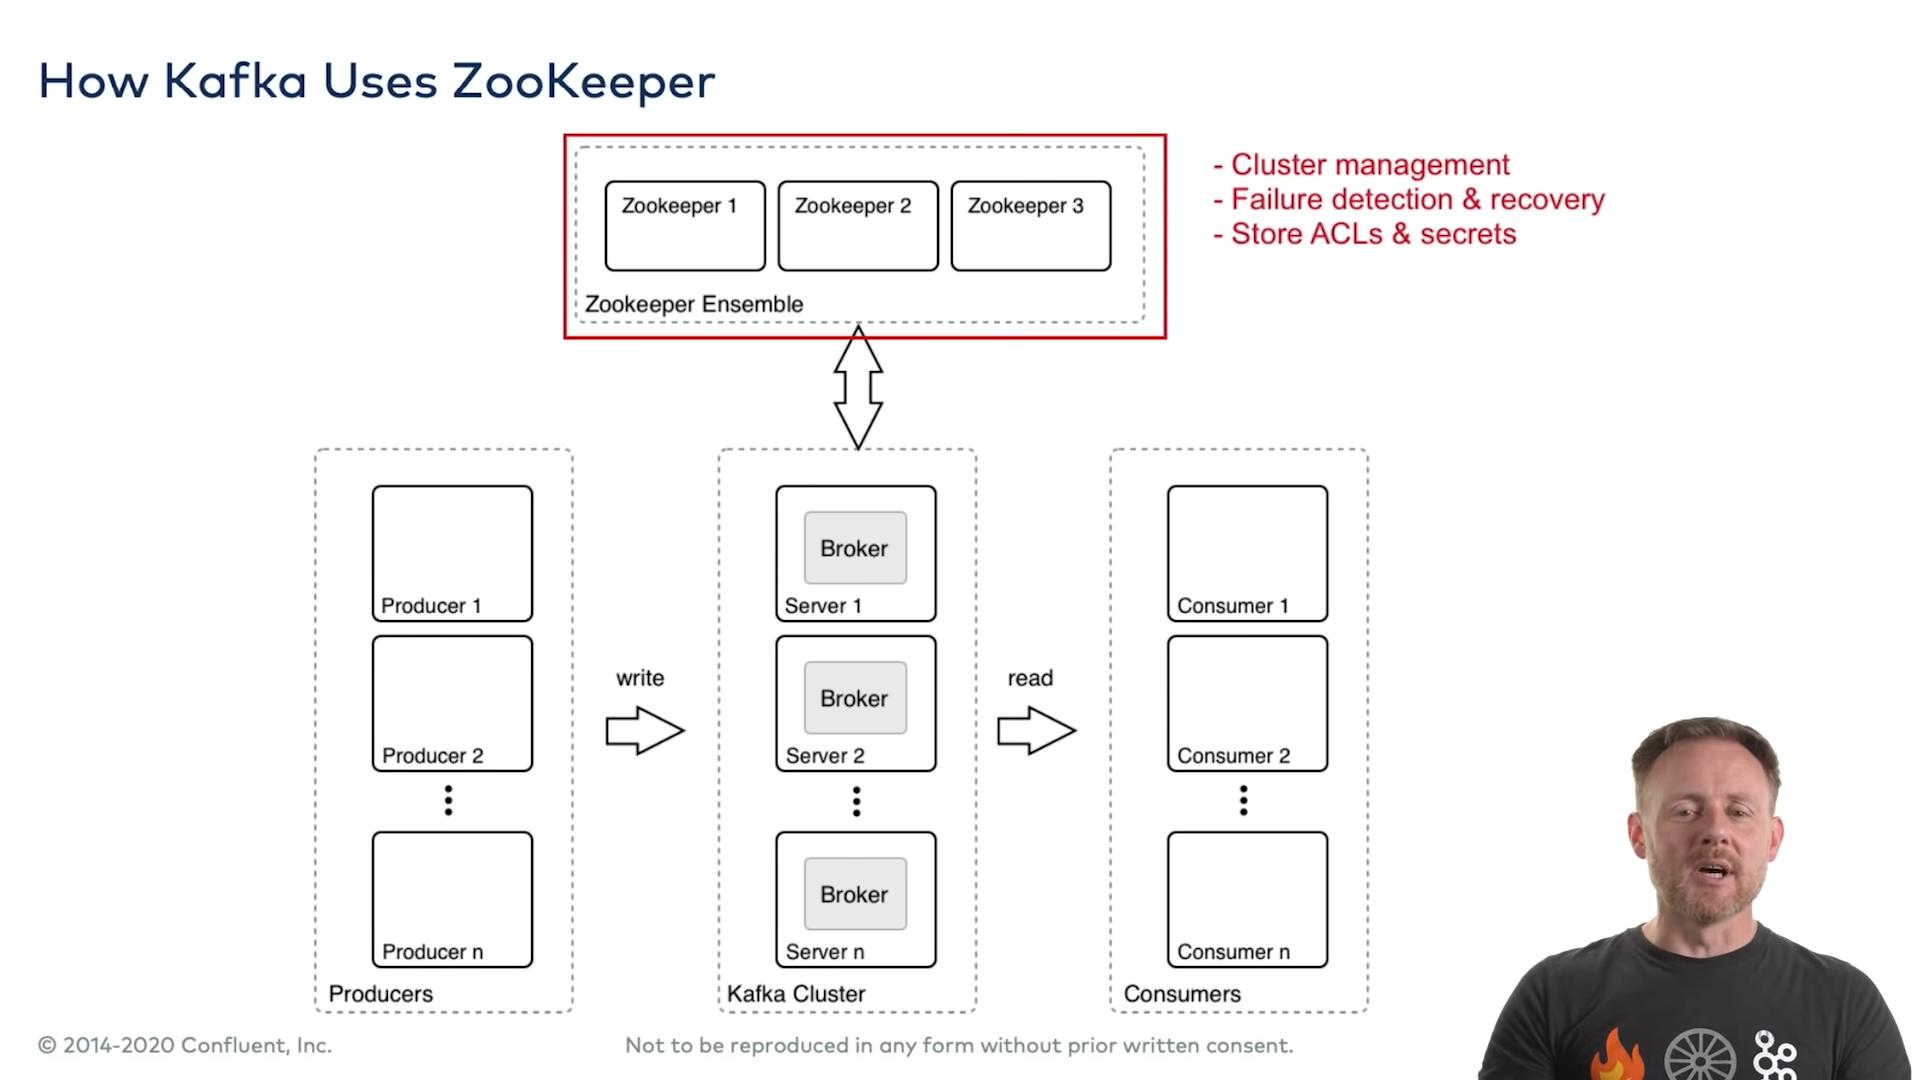 How Kafka Uses ZooKeeper
Zookeeper 1
Zookeeper 2
Zookeeper 3
Zookeeper Ensemble
- Cluster management
- Failure detection & recovery
- Store ACLs & secrets
Producer 1
Producer 2
Producer n
Producers
write
Broker
Server 1
Broker
Server 2
Broker
Server n
Kafka Cluster
read
Consumer 1
Consumer 2
Consumer n
Consumers
© 2014-2020 Confluent, Inc.
Not to be reproduced in any form without prior written consent.